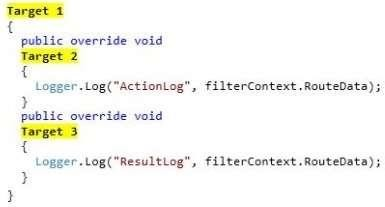 Target 1
{
public override void
Target 2
{
Logger.Log("ActionLog", filterContext.RouteData);
}
public override void
Target 3
{
Logger.Log("ResultLog", filterContext.RouteData);
}
}